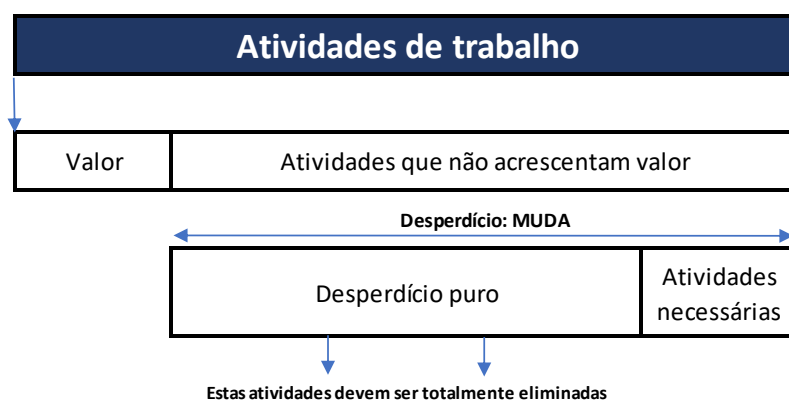 Atividades de trabalho
Valor
Atividades que não acrescentam valor
Desperdício: MUDA
Desperdício puro
Atividades
necessárias
Estas atividades devem ser totalmente eliminadas